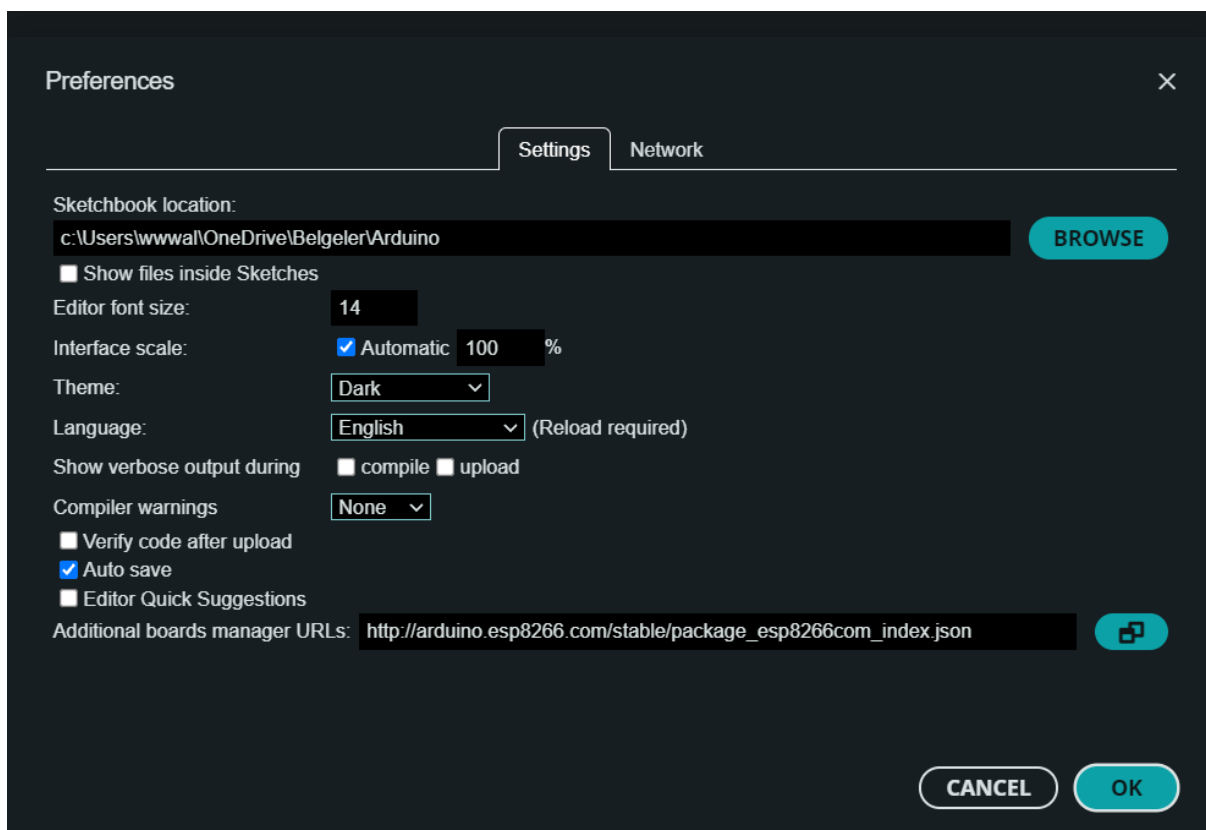 Preferences
Settings Network
Sketchbook location:
c:\Users\wwwal\OneDrive\Belgeler\Arduino BROWSE
Show files inside Sketches
Editor font size: 14
Interface scale: Automatic 100 %
Theme: Dark
Language: English (Reload required)
Show verbose output during compile upload
Compiler warnings None
Verify code after upload
Auto save
Editor Quick Suggestions
Additional boards manager URLs: http://arduino.esp8266.com/stable/package_esp8266com_index.json
CANCEL OK